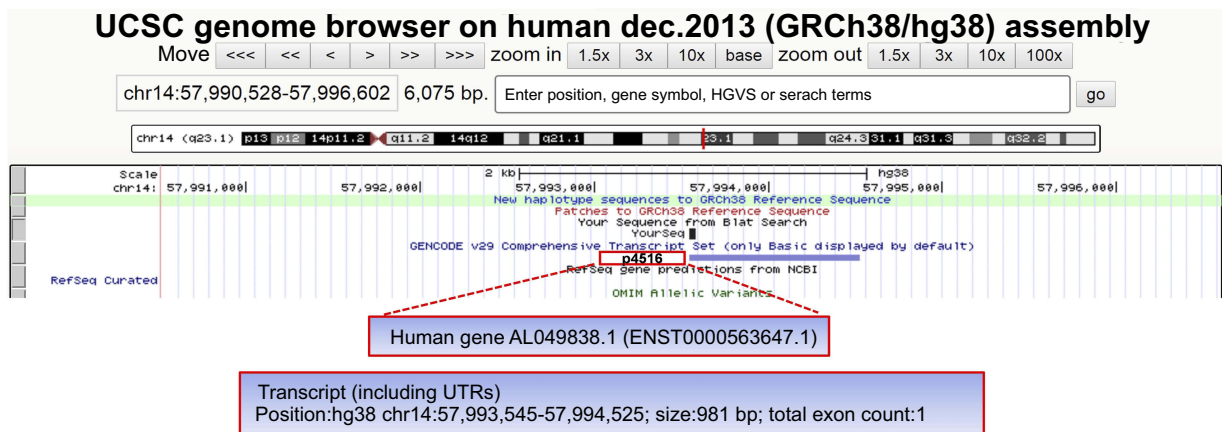 UCSC genome browser on human dec.2013 (GRCh38/hg38) assembly
Move <<< << < > >> >>> zoom in 1.5x 3x 10x base zoom out 1.5x 3x 10x 100x
chr14:57,990,528-57,996,602 6,075 bp. Enter position, gene symbol, HGVS or serach terms go
chr14 (q23.1) p13 p12 14p11.2 q11.2 14q12 q21.1 23.1 q24.3 31.1 q31.3 q32.2
Scale 2 kb hg38
chr14: 57,991,000| 57,992,000| 57,993,000| 57,994,000| 57,995,000| 57,996,000|
New haplotype sequences to GRCh38 Reference Sequence
Patches to GRCh38 Reference Sequence
Your Sequence from Blat Search
YourSeq
GENCODE v29 Comprehensive Transcript Set (only Basic displayed by default)
p4516
RefSeq gene predictions from NCBI
RefSeq Curated
OMIM Allelic Variants
Human gene AL049838.1 (ENST0000563647.1)
Transcript (including UTRs)
Position:hg38 chr14:57,993,545-57,994,525; size:981 bp; total exon count:1